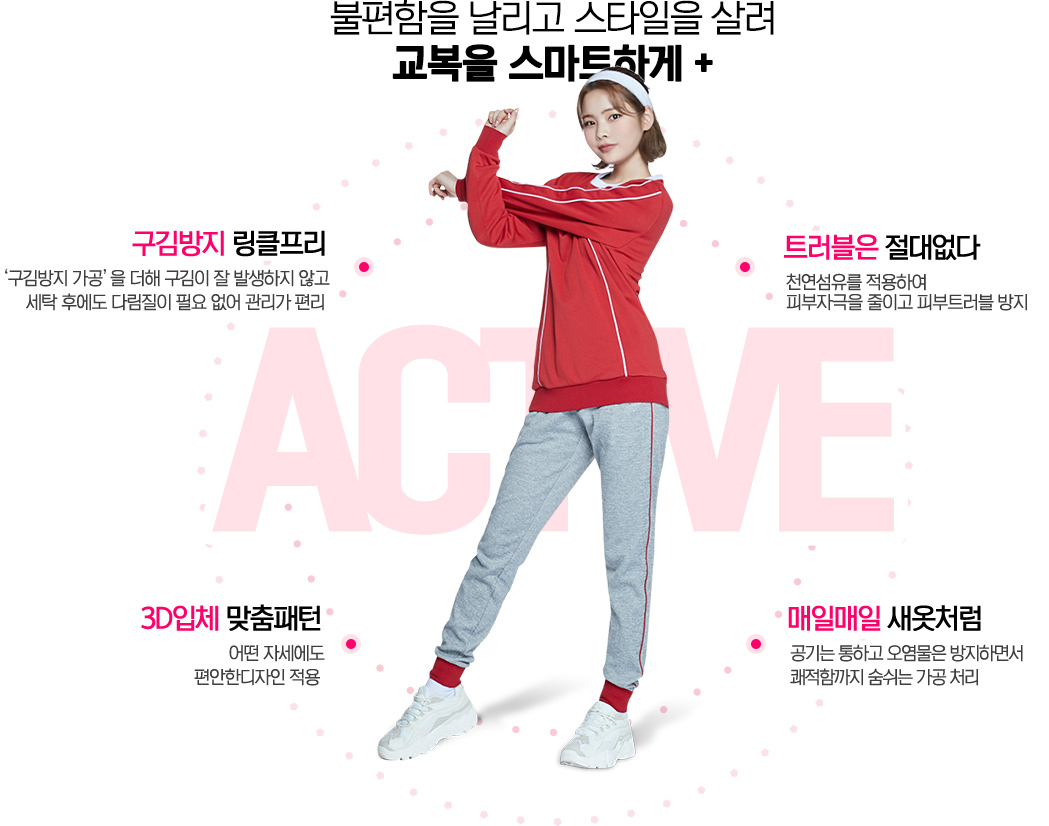 불편함을 날리고 스타일을 살려
교복을 스마트하게 +
구김방지 링클프리
‘구김방지 가공’을 더해 구김이 잘 발생하지 않고
세탁 후에도 다림질이 필요 없어 관리가 편리
트러블은 절대없다
천연섬유를 적용하여
피부자극을 줄이고 피부트러블 방지
ACTIVE
3D입체 맞춤패턴
어떤 자세에도
편안한디자인 적용
매일매일 새옷처럼
공기는 통하고 오염물은 방지하면서
쾌적함까지 숨쉬는 가공 처리